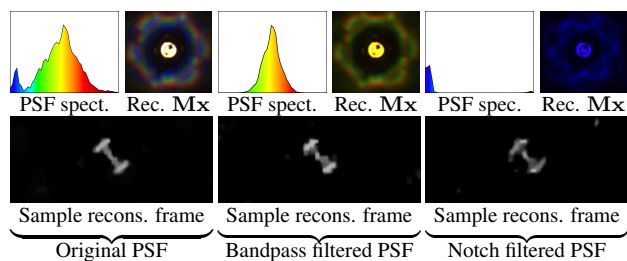 PSF spect. Rec. Mx PSF spect. Rec. Mx PSF spec. Rec. Mx
Sample recons. frame Sample recons. frame Sample recons. frame
Original PSF Bandpass filtered PSF Notch filtered PSF